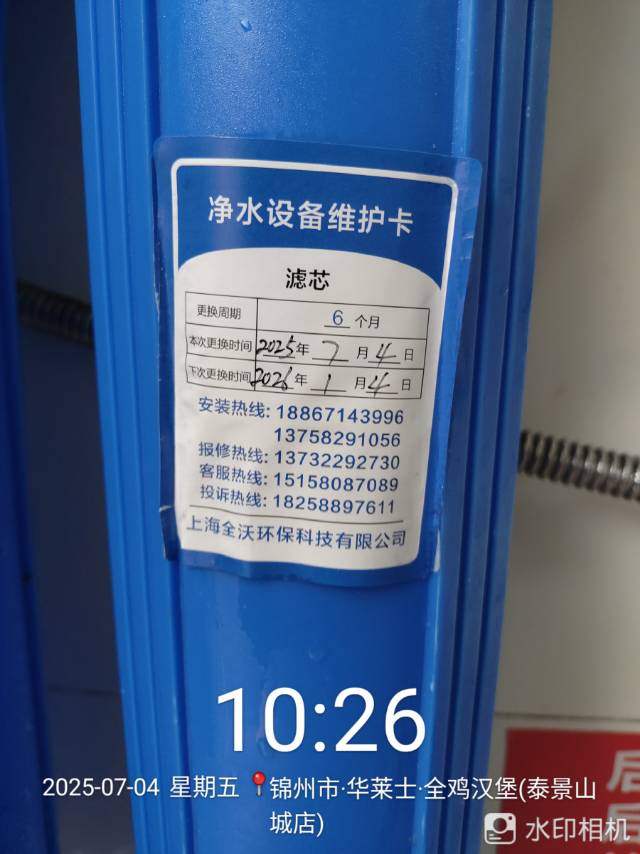 净水设备维护卡
滤芯
更换周期 6 个月
本次更换时间 2025年 7 月 4 日
下次更换时间 2026年 1 月 4 日
安装热线: 18867143996
13758291056
报修热线: 13732292730
客服热线: 15158087089
投诉热线: 18258897611
上海全沃环保科技有限公司
10:26
2025-07-04 星期五 锦州市·华莱士·全鸡汉堡(泰景山
城店)
后
水印相机